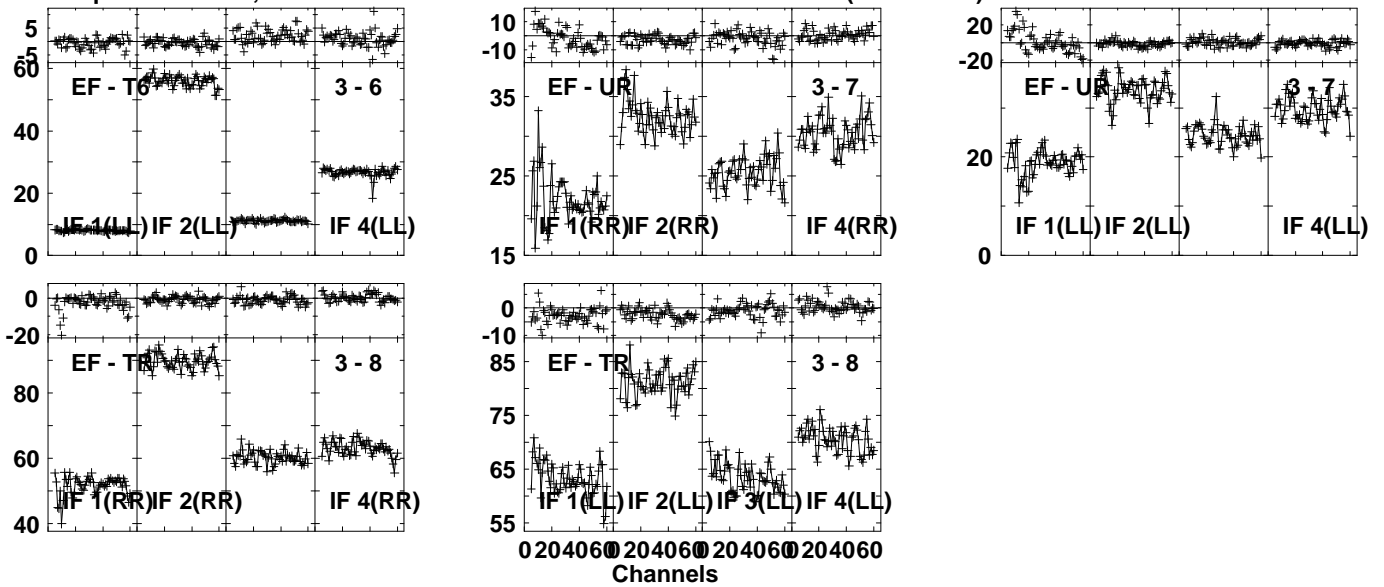 5
-5
60
40
20
0
EF - T6
3 - 6
IF 1(LL)
IF 2(LL)
IF 4(LL)
10
-10
35
25
15
EF - UR
3 - 7
IF 1(RR)
IF 2(RR)
IF 4(RR)
20
-20
20
0
EF - UR
3 - 7
IF 1(LL)
IF 2(LL)
IF 4(LL)
0
-20
80
60
40
EF - TR
3 - 8
IF 1(RR)
IF 2(RR)
IF 4(RR)
0
-10
85
75
65
55
EF - TR
3 - 8
IF 1(LL)
IF 2(LL)
IF 3(LL)
IF 4(LL)
0 20 40 60 0 20 40 60 0 20 40 60 0 20 40 60
Channels